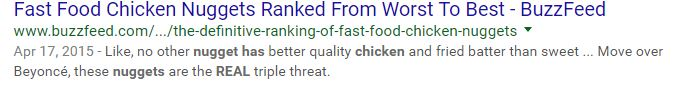 Fast Food Chicken Nuggets Ranked From Worst To Best - BuzzFeed
www.buzzfeed.com/.../the-definitive-ranking-of-fast-food-chicken-nuggets
Apr 17, 2015 - Like, no other nugget has better quality chicken and fried batter than sweet ... Move over
Beyoncé, these nuggets are the REAL triple threat.